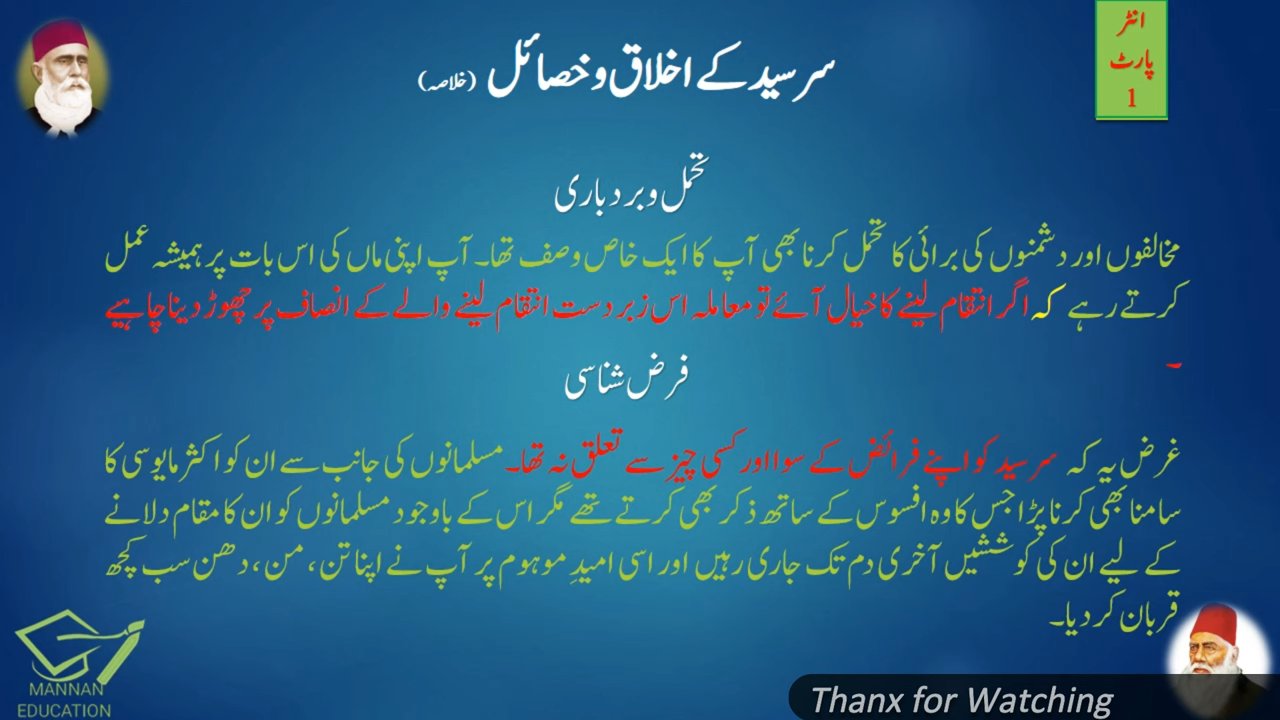 انٹر
پارٹ
1
سرسید کے اخلاق و خصائل (خلاصہ)
تحمل و بردباری
مخالفوں اور دشمنوں کی برائی کا تحمل کرنا بھی آپ کا ایک خاص وصف تھا۔ آپ اپنی ماں کی اس بات پر ہمیشہ عمل
کرتے رہے کہ اگر انتقام لینے کا خیال آئے تو معاملہ اس زبردست انتقام لینے والے کے انصاف پر چھوڑ دینا چاہیے
۔
فرض شناسی
غرض یہ کہ سرسید کو اپنے فرائض کے سوا اور کسی چیز سے تعلق نہ تھا۔ مسلمانوں کی جانب سے ان کو اکثر مایوسی کا
سامنا بھی کرنا پڑا جس کا وہ افسوس کے ساتھ ذکر بھی کرتے تھے مگر اس کے باوجود مسلمانوں کو ان کا مقام دلانے
کے لیے ان کی کوششیں آخری دم تک جاری رہیں اور اسی امیدِ موہوم پر آپ نے اپنا تن، من، دھن سب کچھ
قربان کر دیا۔
MANNAN
EDUCATION
Thanx for Watching